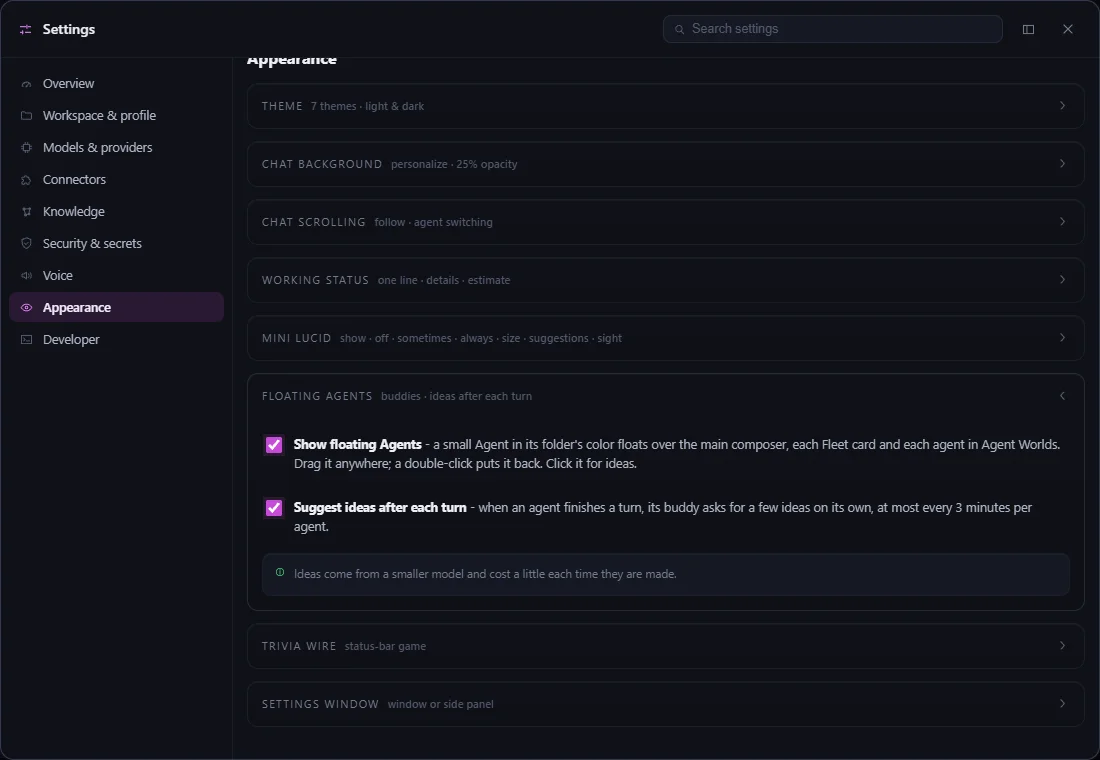 Settings
Search settings
Overview
Workspace & profile
Models & providers
Connectors
Knowledge
Security & secrets
Voice
Appearance
Developer
Appearance
THEME 7 themes · light & dark
CHAT BACKGROUND personalize · 25% opacity
CHAT SCROLLING follow · agent switching
WORKING STATUS one line · details · estimate
MINI LUCID show · off · sometimes · always · size · suggestions · sight
FLOATING AGENTS buddies · ideas after each turn
Show floating Agents - a small Agent in its folder's color floats over the main composer, each Fleet card and each agent in Agent Worlds.
Drag it anywhere; a double-click puts it back. Click it for ideas.
Suggest ideas after each turn - when an agent finishes a turn, its buddy asks for a few ideas on its own, at most every 3 minutes per
agent.
Ideas come from a smaller model and cost a little each time they are made.
TRIVIA WIRE status-bar game
SETTINGS WINDOW window or side panel